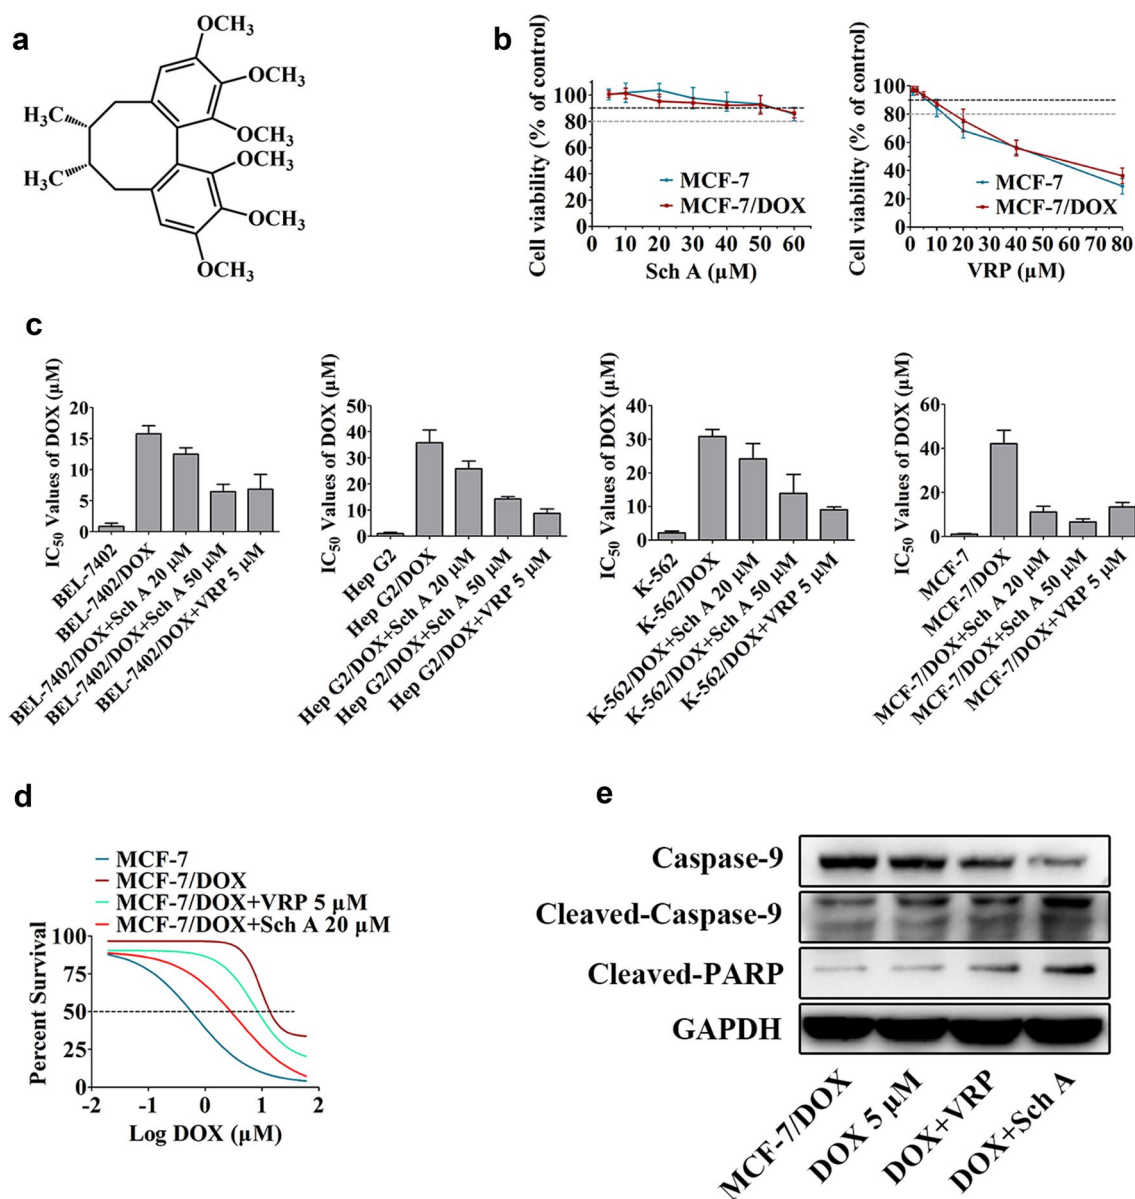 a
OCH3
OCH3
OCH3
OCH3
OCH3
OCH3
H3C
H3C
b
Cell viability (% of control)
100
80
60
40
20
0
MCF-7
MCF-7/DOX
0 10 20 30 40 50 60
Sch A (µM)
Cell viability (% of control)
100
80
60
40
20
0
MCF-7
MCF-7/DOX
0 10 20 30 40 50 60 70 80
VRP (µM)
c
IC50 Values of DOX (µM)
20
15
10
5
0
BEL-7402
BEL-7402/DOX
BEL-7402/DOX+Sch A 20 µM
BEL-7402/DOX+Sch A 50 µM
BEL-7402/DOX+VRP 5 µM
IC50 Values of DOX (µM)
50
40
30
20
10
0
Hep G2
Hep G2/DOX
Hep G2/DOX+Sch A 20 µM
Hep G2/DOX+Sch A 50 µM
Hep G2/DOX+VRP 5 µM
IC50 Values of DOX (µM)
40
30
20
10
0
K-562
K-562/DOX
K-562/DOX+Sch A 20 µM
K-562/DOX+Sch A 50 µM
K-562/DOX+VRP 5 µM
IC50 Values of DOX (µM)
60
40
20
0
MCF-7
MCF-7/DOX
MCF-7/DOX+Sch A 20 µM
MCF-7/DOX+Sch A 50 µM
MCF-7/DOX+VRP 5 µM
d
MCF-7
MCF-7/DOX
MCF-7/DOX+VRP 5 µM
MCF-7/DOX+Sch A 20 µM
Percent Survival
100
75
50
25
0
-2 -1 0 1 2
Log DOX (µM)
e
Caspase-9
Cleaved-Caspase-9
Cleaved-PARP
GAPDH
MCF-7/DOX
DOX 5 µM
DOX+VRP
DOX+Sch A